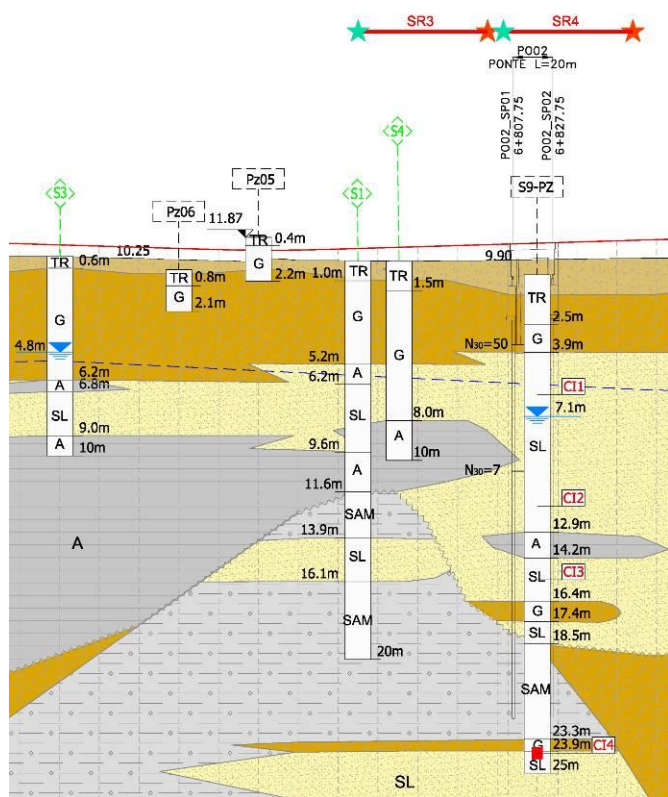 SR3
SR4
P002
PONTE L=20m
P002_SP01
6+807.75
P002_SP02
6+827.75
S3
Pz06
Pz05
S1
S4
S9-PZ
11.87
10.25
9.90
TR
0.6m
G
4.8m
6.2m
A
6.8m
SL
9.0m
A
10m
TR
0.8m
G
2.1m
TR
0.4m
G
2.2m
TR
1.0m
G
5.2m
A
6.2m
SL
9.6m
A
11.6m
SAM
13.9m
SL
16.1m
SAM
20m
TR
1.5m
G
8.0m
A
10m
TR
2.5m
G
3.9m
N30=50
CI1
7.1m
SL
N30=7
CI2
12.9m
A
14.2m
SL
CI3
16.4m
G
17.4m
SL
18.5m
SAM
23.3m
G
23.9m
CI4
SL
25m
A
SL